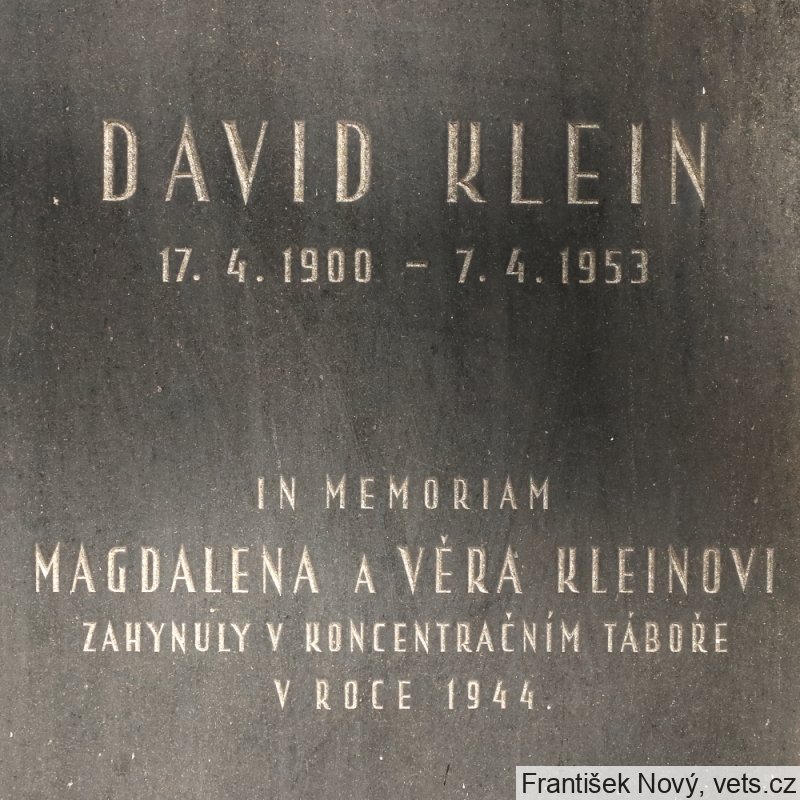 DAVID KLEIN
17. 4. 1900 – 7. 4. 1953
IN MEMORIAM
MAGDALENA A VĚRA KLEINOVI
ZAHYNULY V KONCENTRAČNÍM TÁBOŘE
V ROCE 1944.
František Nový, vets.cz